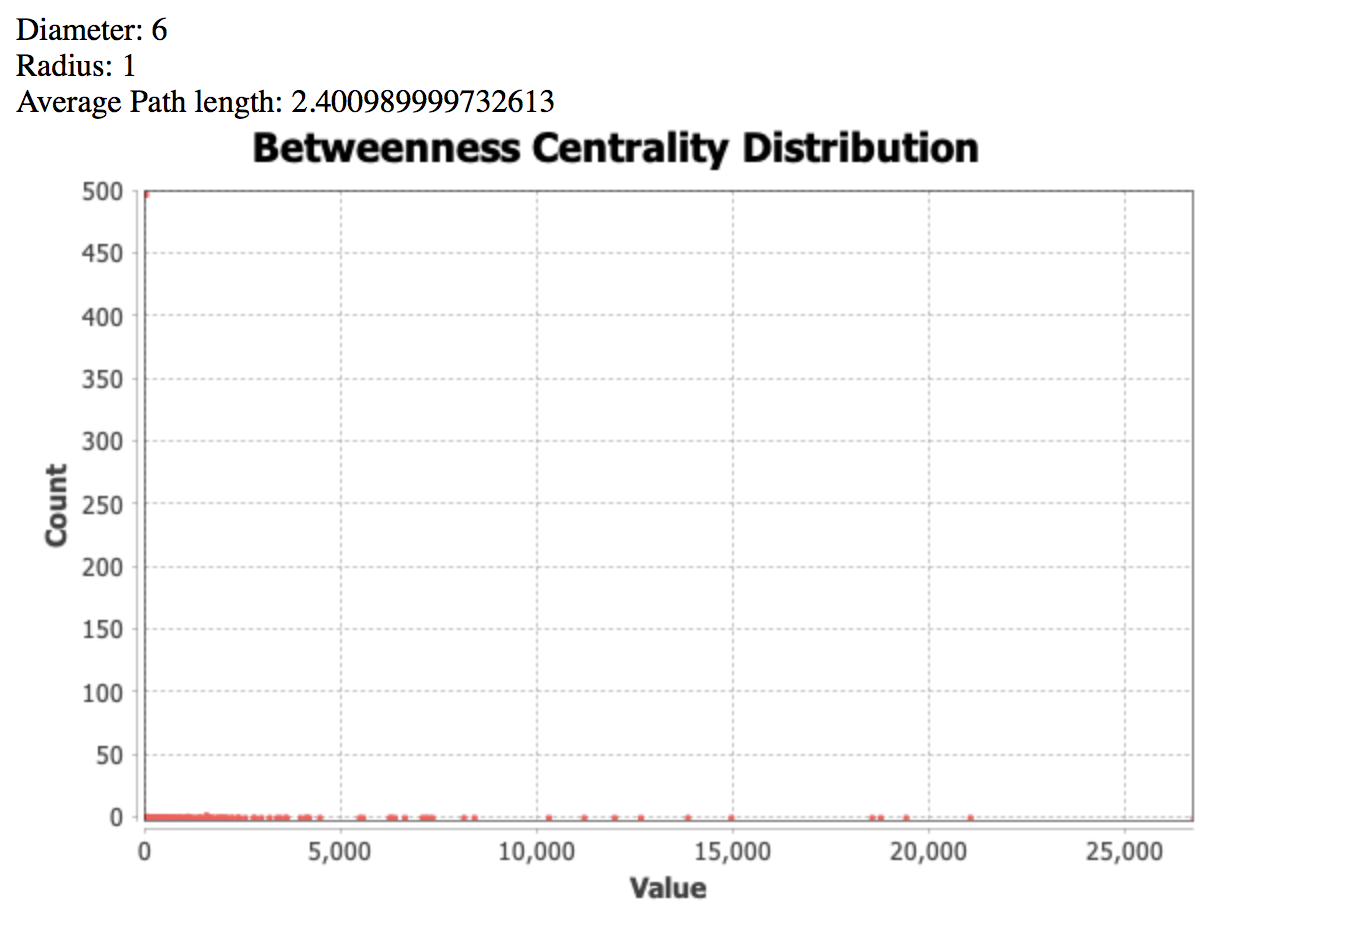 Diameter: 6
Radius: 1
Average Path length: 2.400989999732613
Betweenness Centrality Distribution
500
450
400
350
300
250
200
150
100
50
0
Count
0 5,000 10,000 15,000 20,000 25,000
Value